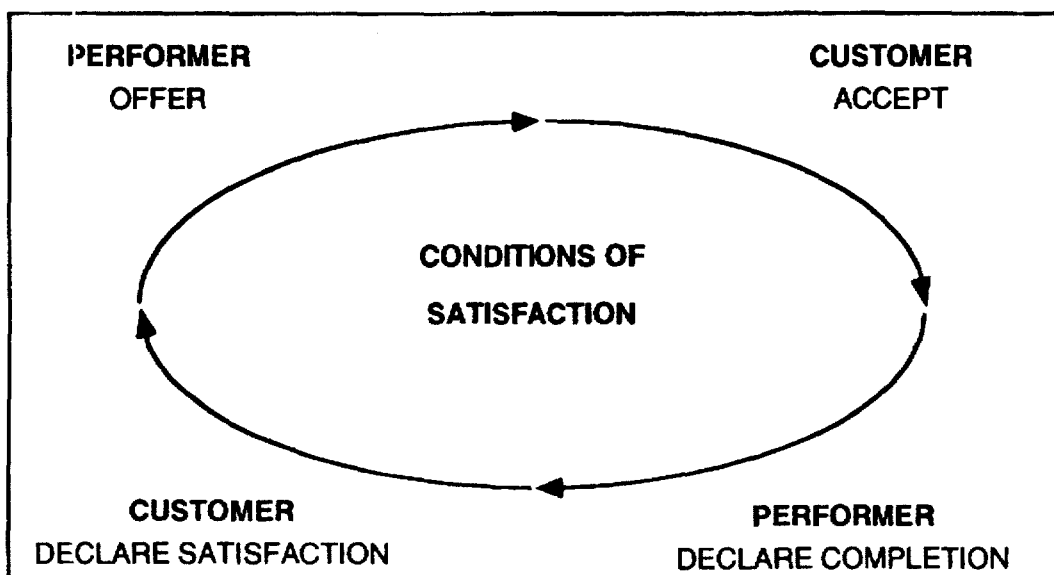 PERFORMER
OFFER
CUSTOMER
ACCEPT
CONDITIONS OF
SATISFACTION
CUSTOMER
DECLARE SATISFACTION
PERFORMER
DECLARE COMPLETION